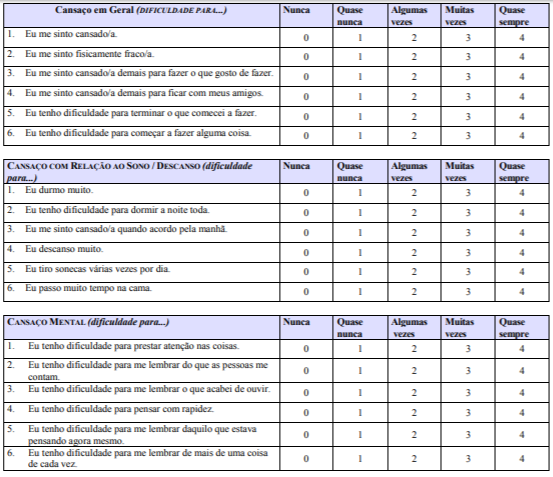 Cansaço em Geral (DIFICULDADE PARA...) Nunca Quase nunca Algumas vezes Muitas vezes Quase sempre
1. Eu me sinto cansado/a. 0 1 2 3 4
2. Eu me sinto fisicamente fraco/a. 0 1 2 3 4
3. Eu me sinto cansado/a demais para fazer o que gosto de fazer. 0 1 2 3 4
4. Eu me sinto cansado/a demais para ficar com meus amigos. 0 1 2 3 4
5. Eu tenho dificuldade para terminar o que comecei a fazer. 0 1 2 3 4
6. Eu tenho dificuldade para começar a fazer alguma coisa. 0 1 2 3 4
CANSAÇO COM RELAÇÃO AO SONO / DESCANSO (dificuldade para...) Nunca Quase nunca Algumas vezes Muitas vezes Quase sempre
1. Eu durmo muito. 0 1 2 3 4
2. Eu tenho dificuldade para dormir a noite toda. 0 1 2 3 4
3. Eu me sinto cansado/a quando acordo pela manhã. 0 1 2 3 4
4. Eu descanso muito. 0 1 2 3 4
5. Eu tiro sonecas várias vezes por dia. 0 1 2 3 4
6. Eu passo muito tempo na cama. 0 1 2 3 4
CANSAÇO MENTAL (dificuldade para...) Nunca Quase nunca Algumas vezes Muitas vezes Quase sempre
1. Eu tenho dificuldade para prestar atenção nas coisas. 0 1 2 3 4
2. Eu tenho dificuldade para me lembrar do que as pessoas me
contam. 0 1 2 3 4
3. Eu tenho dificuldade para me lembrar o que acabei de ouvir. 0 1 2 3 4
4. Eu tenho dificuldade para pensar com rapidez. 0 1 2 3 4
5. Eu tenho dificuldade para me lembrar daquilo que estava
pensando agora mesmo. 0 1 2 3 4
6. Eu tenho dificuldade para me lembrar de mais de uma coisa
de cada vez. 0 1 2 3 4